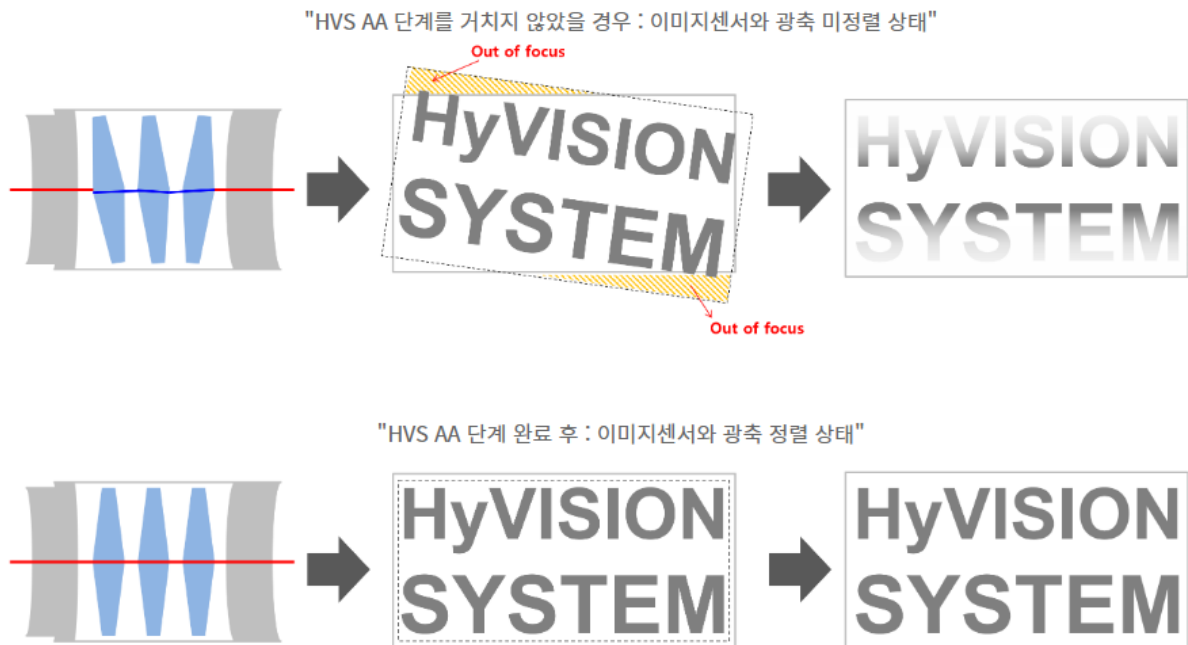 "HVS AA 단계를 거치지 않았을 경우 : 이미지센서와 광축 미정렬 상태"
Out of focus
HyVISION
SYSTEM
Out of focus
HyVISION
SYSTEM
"HVS AA 단계 완료 후 : 이미지센서와 광축 정렬 상태"
HyVISION
SYSTEM
HyVISION
SYSTEM